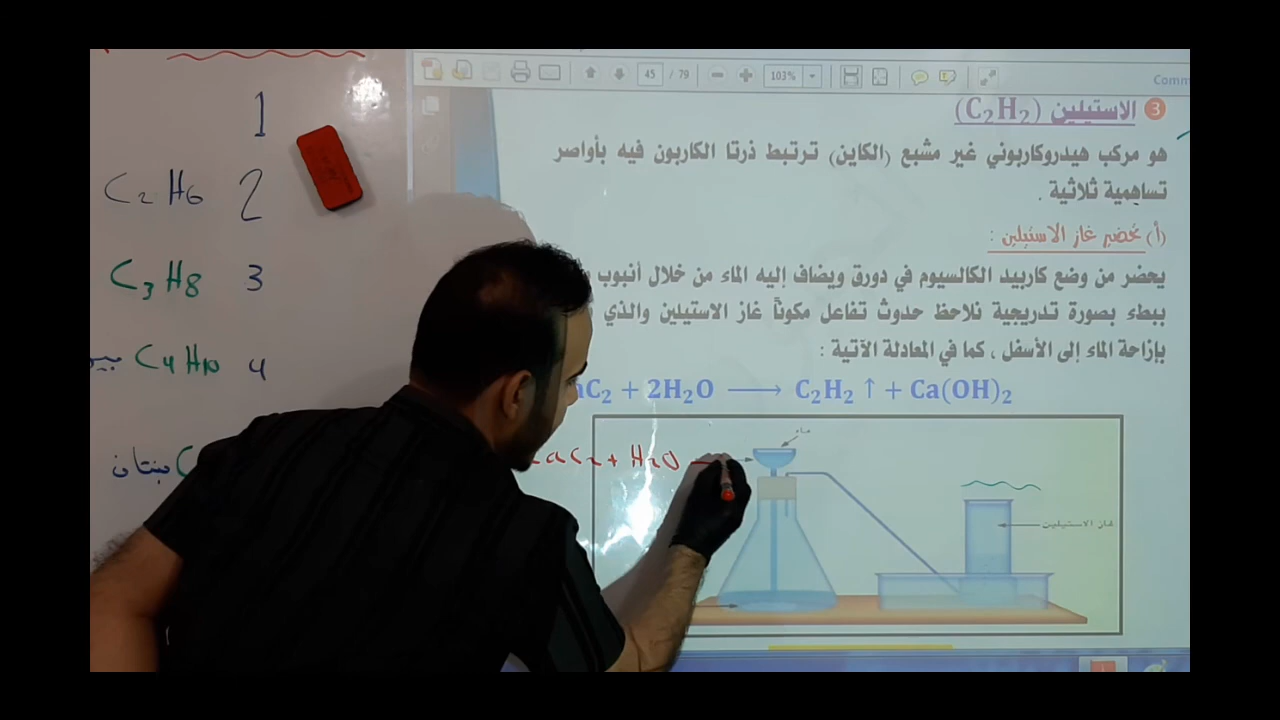 45 / 79
103%
3 الاستيلين (C₂H₂)
هو مركب هيدروكاربوني غير مشبع (الكاين) ترتبط ذرتا الكاربون فيه بأواصر
تساهمية ثلاثية .
(أ) تحضير غاز الاستيلين :
يحضر من وضع كاربيد الكالسيوم في دورق ويضاف إليه الماء من خلال أنبوب
ببطء بصورة تدريجية نلاحظ حدوث تفاعل مكوناً غاز الاستيلين والذي
بإزاحة الماء إلى الأسفل ، كما في المعادلة الآتية :
aC₂ + 2H₂O ⟶ C₂H₂ ↑ + Ca(OH)₂
ماء
aC₂ + H₂O
غاز الاستيلين
1
C₂H₆ 2
C₃H₈ 3
C₄H₁₀ 4
بنتان C